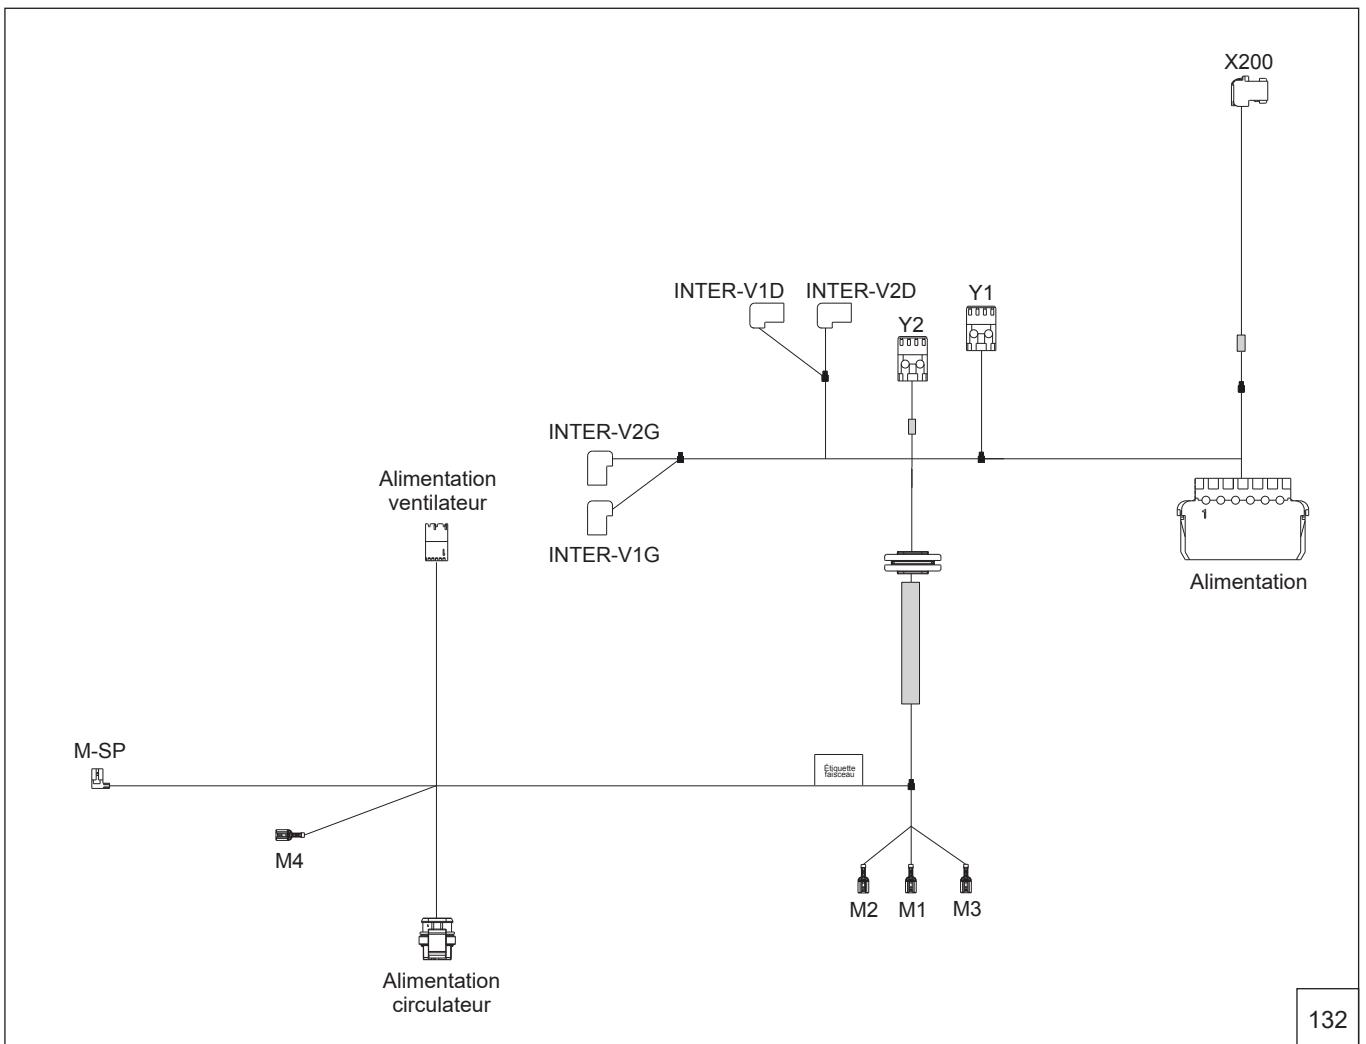 X200
INTER-V1D
INTER-V2D
Y1
Y2
INTER-V2G
Alimentation
ventilateur
1
INTER-V1G
Alimentation
M-SP
Étiquette
faisceau
M4
M2
M1
M3
Alimentation
circulateur
132